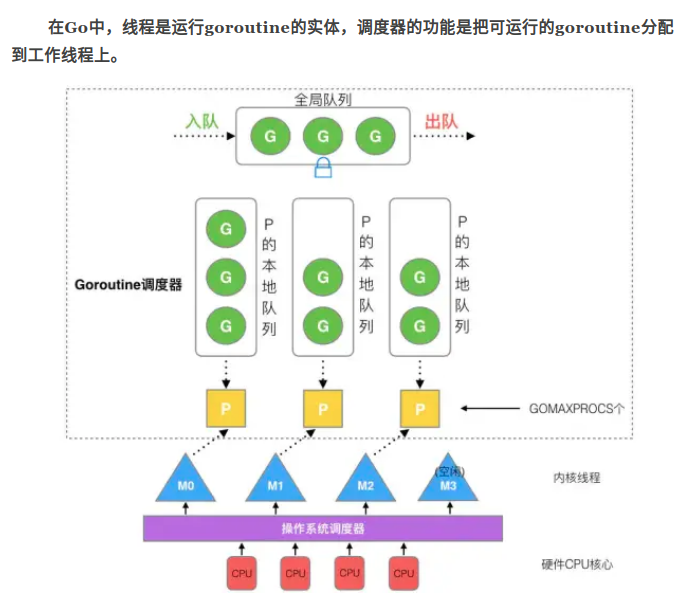 在Go中，线程是运行goroutine的实体，调度器的功能是把可运行的goroutine分配
到工作线程上。
全局队列
入队
G G G
出队
G
G G G
G G G
P的本地队列
P的本地队列
P的本地队列
Goroutine调度器
P P P
GOMAXPROCS个
(空闲)
M0 M1 M2 M3
内核线程
操作系统调度器
CPU CPU CPU CPU
硬件CPU核心